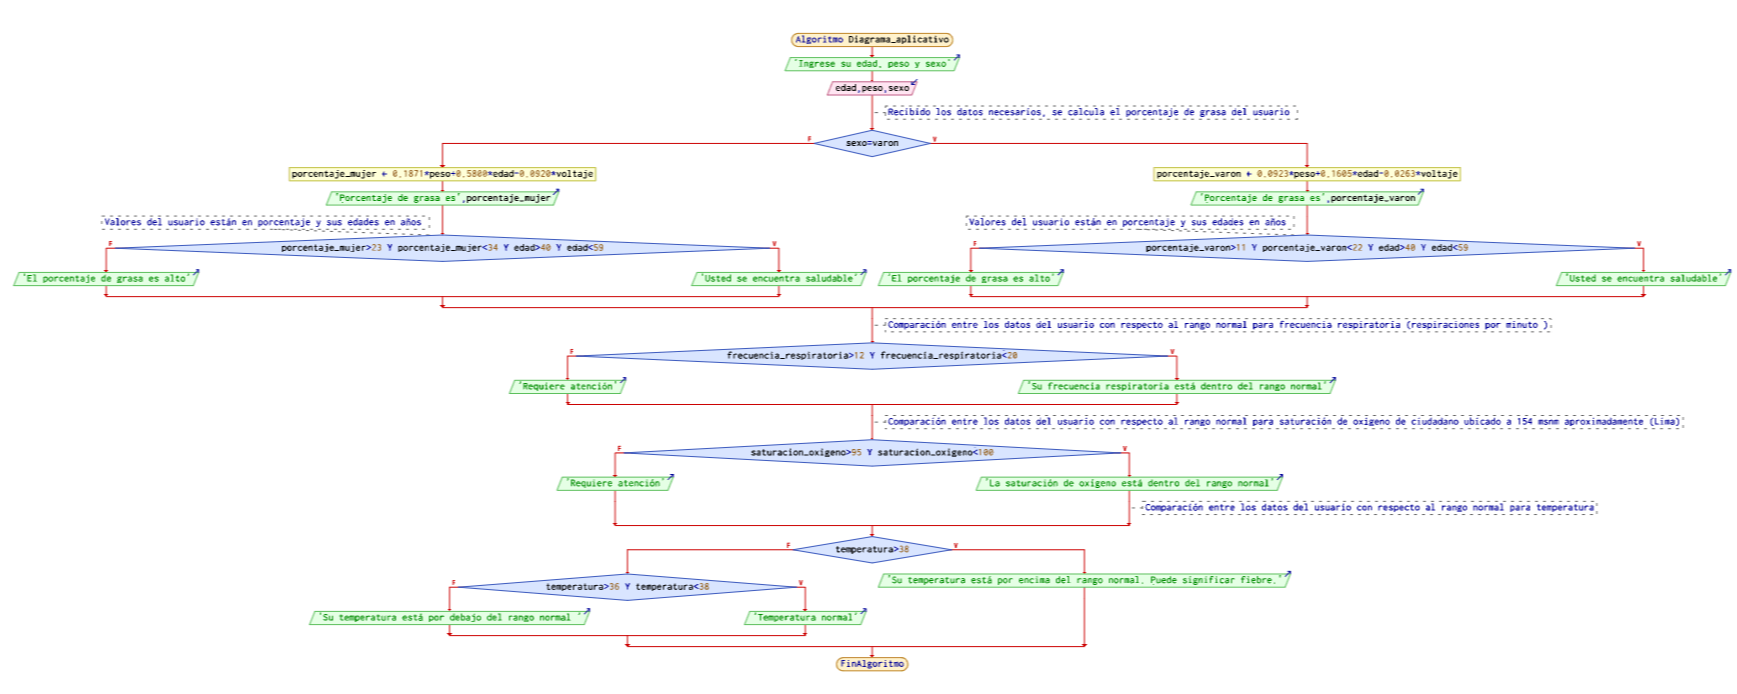 Algoritmo Diagrama_aplicativo
'Ingrese su edad, peso y sexo'
edad,peso,sexo
Recibido los datos necesarios, se calcula el porcentaje de grasa del usuario
F
sexo=varon
V
porcentaje_mujer ← 0.1871*peso+0.5800*edad-0.0920*voltaje
porcentaje_varon ← 0.0923*peso+0.1605*edad-0.0263*voltaje
'Porcentaje de grasa es',porcentaje_mujer
'Porcentaje de grasa es',porcentaje_varon
Valores del usuario están en porcentaje y sus edades en años
Valores del usuario están en porcentaje y sus edades en años
F
porcentaje_mujer>23 Y porcentaje_mujer<34 Y edad>40 Y edad<59
V
F
porcentaje_varon>11 Y porcentaje_varon<22 Y edad>40 Y edad<59
V
'El porcentaje de grasa es alto'
'Usted se encuentra saludable'
'El porcentaje de grasa es alto'
'Usted se encuentra saludable'
Comparación entre los datos del usuario con respecto al rango normal para frecuencia respiratoria (respiraciones por minuto ).
F
frecuencia_respiratoria>12 Y frecuencia_respiratoria<20
V
'Requiere atención'
'Su frecuencia respiratoria está dentro del rango normal'
Comparación entre los datos del usuario con respecto al rango normal para saturación de oxigeno de ciudadano ubicado a 154 msnm aproximadamente (Lima)
F
saturacion_oxigeno>95 Y saturacion_oxigeno<100
V
'Requiere atención'
'La saturación de oxigeno está dentro del rango normal'
Comparación entre los datos del usuario con respecto al rango normal para temperatura
F
temperatura>38
V
F
temperatura>36 Y temperatura<38
V
'Su temperatura está por encima del rango normal. Puede significar fiebre.'
'Su temperatura está por debajo del rango normal '
'Temperatura normal'
FinAlgoritmo